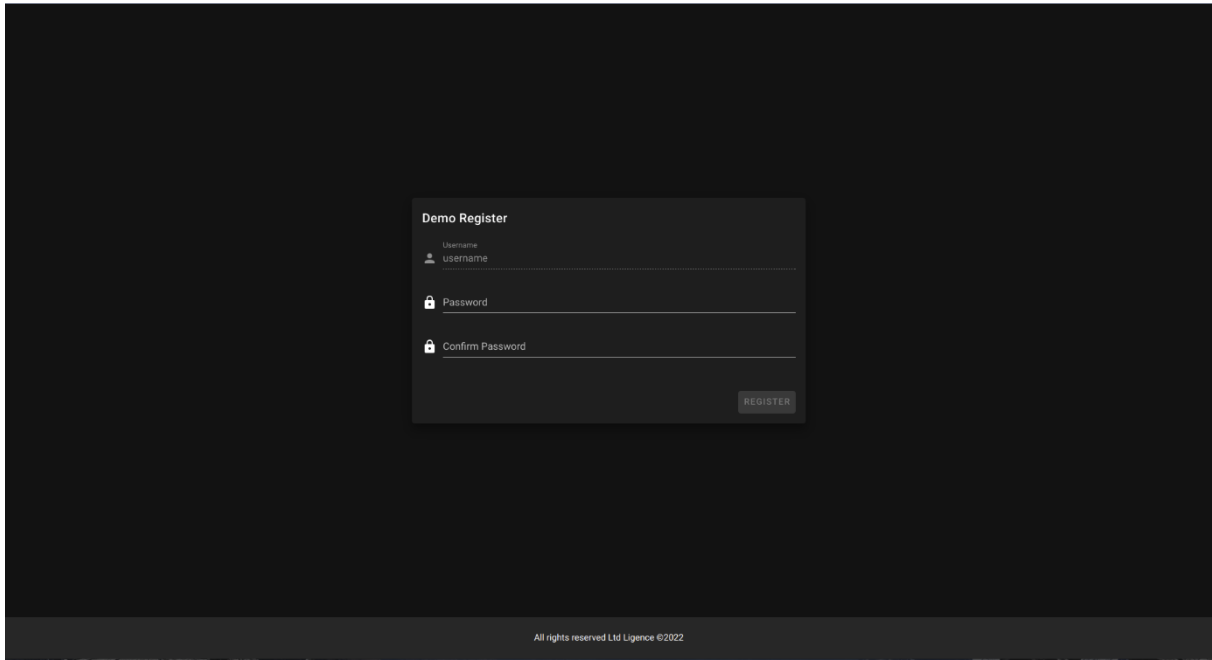 Demo Register
Username
username
Password
Confirm Password
REGISTER
All rights reserved Ltd Ligence ©2022